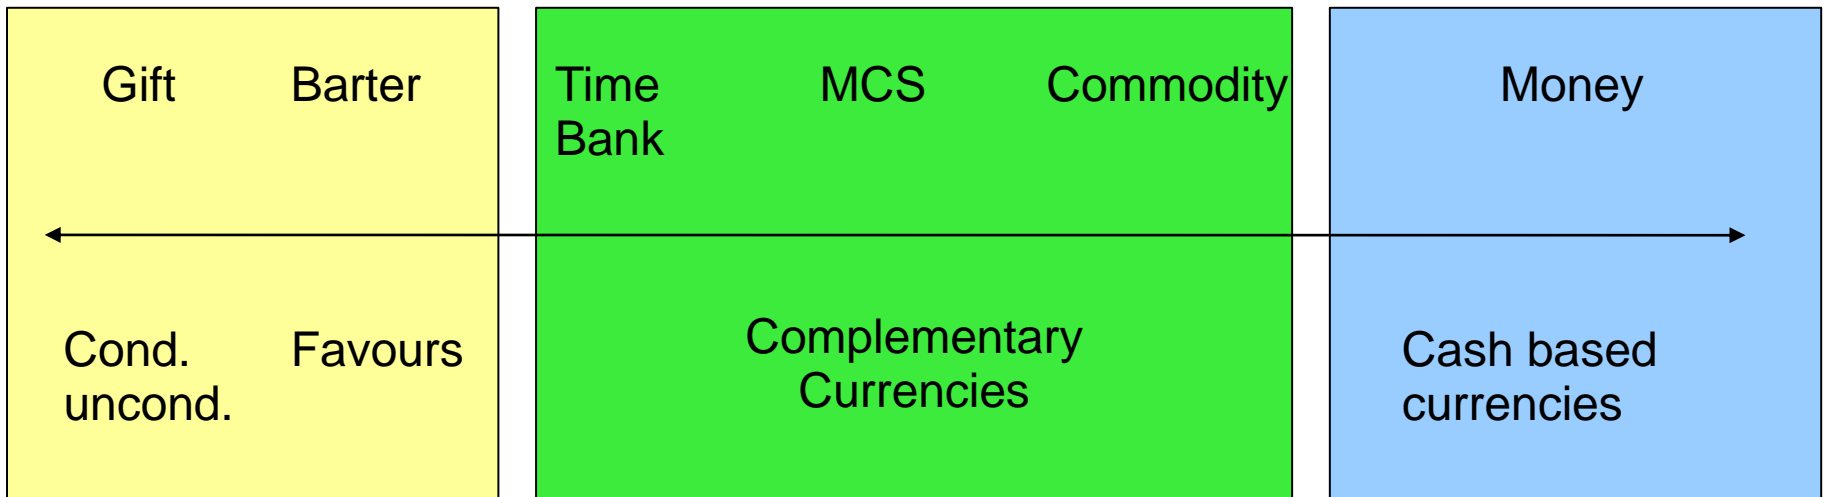 Gift Barter
Cond. Favours
uncond.
Time MCS Commodity
Bank
Complementary
Currencies
Money
Cash based
currencies